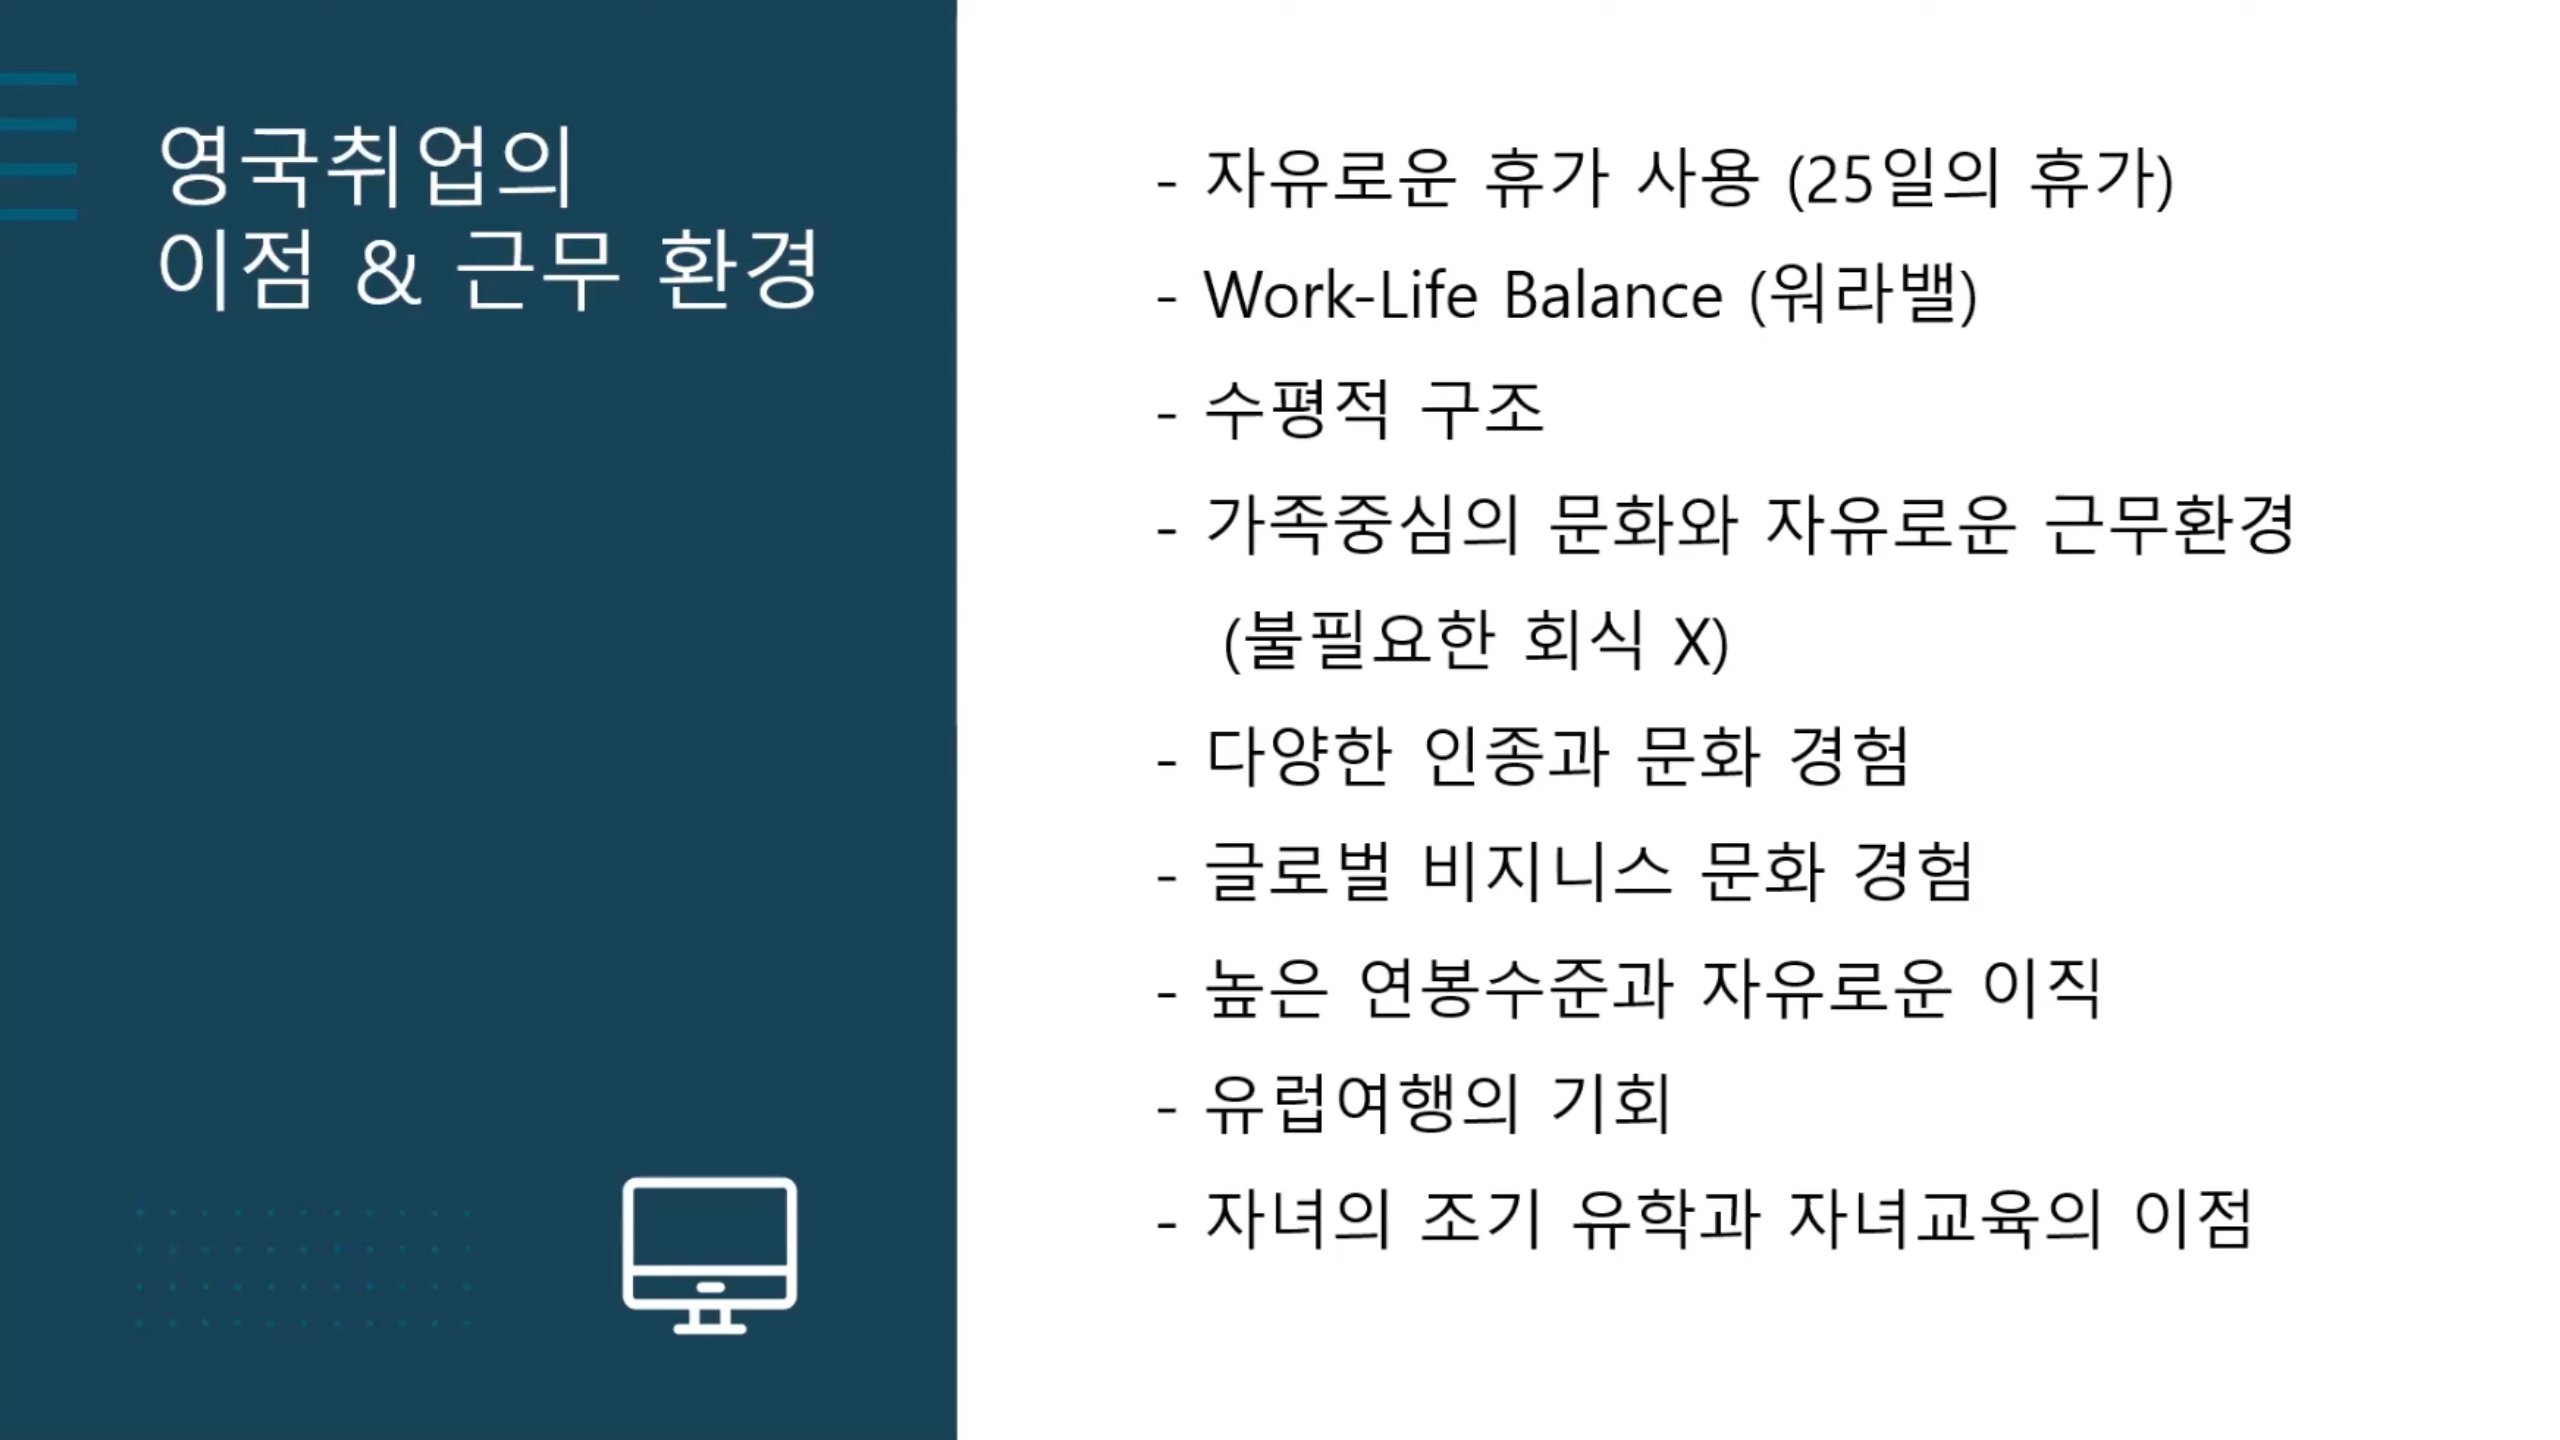 영국취업의
이점 & 근무 환경
- 자유로운 휴가 사용 (25일의 휴가)
- Work-Life Balance (워라밸)
- 수평적 구조
- 가족중심의 문화와 자유로운 근무환경
(불필요한 회식 X)
- 다양한 인종과 문화 경험
- 글로벌 비지니스 문화 경험
- 높은 연봉수준과 자유로운 이직
- 유럽여행의 기회
- 자녀의 조기 유학과 자녀교육의 이점